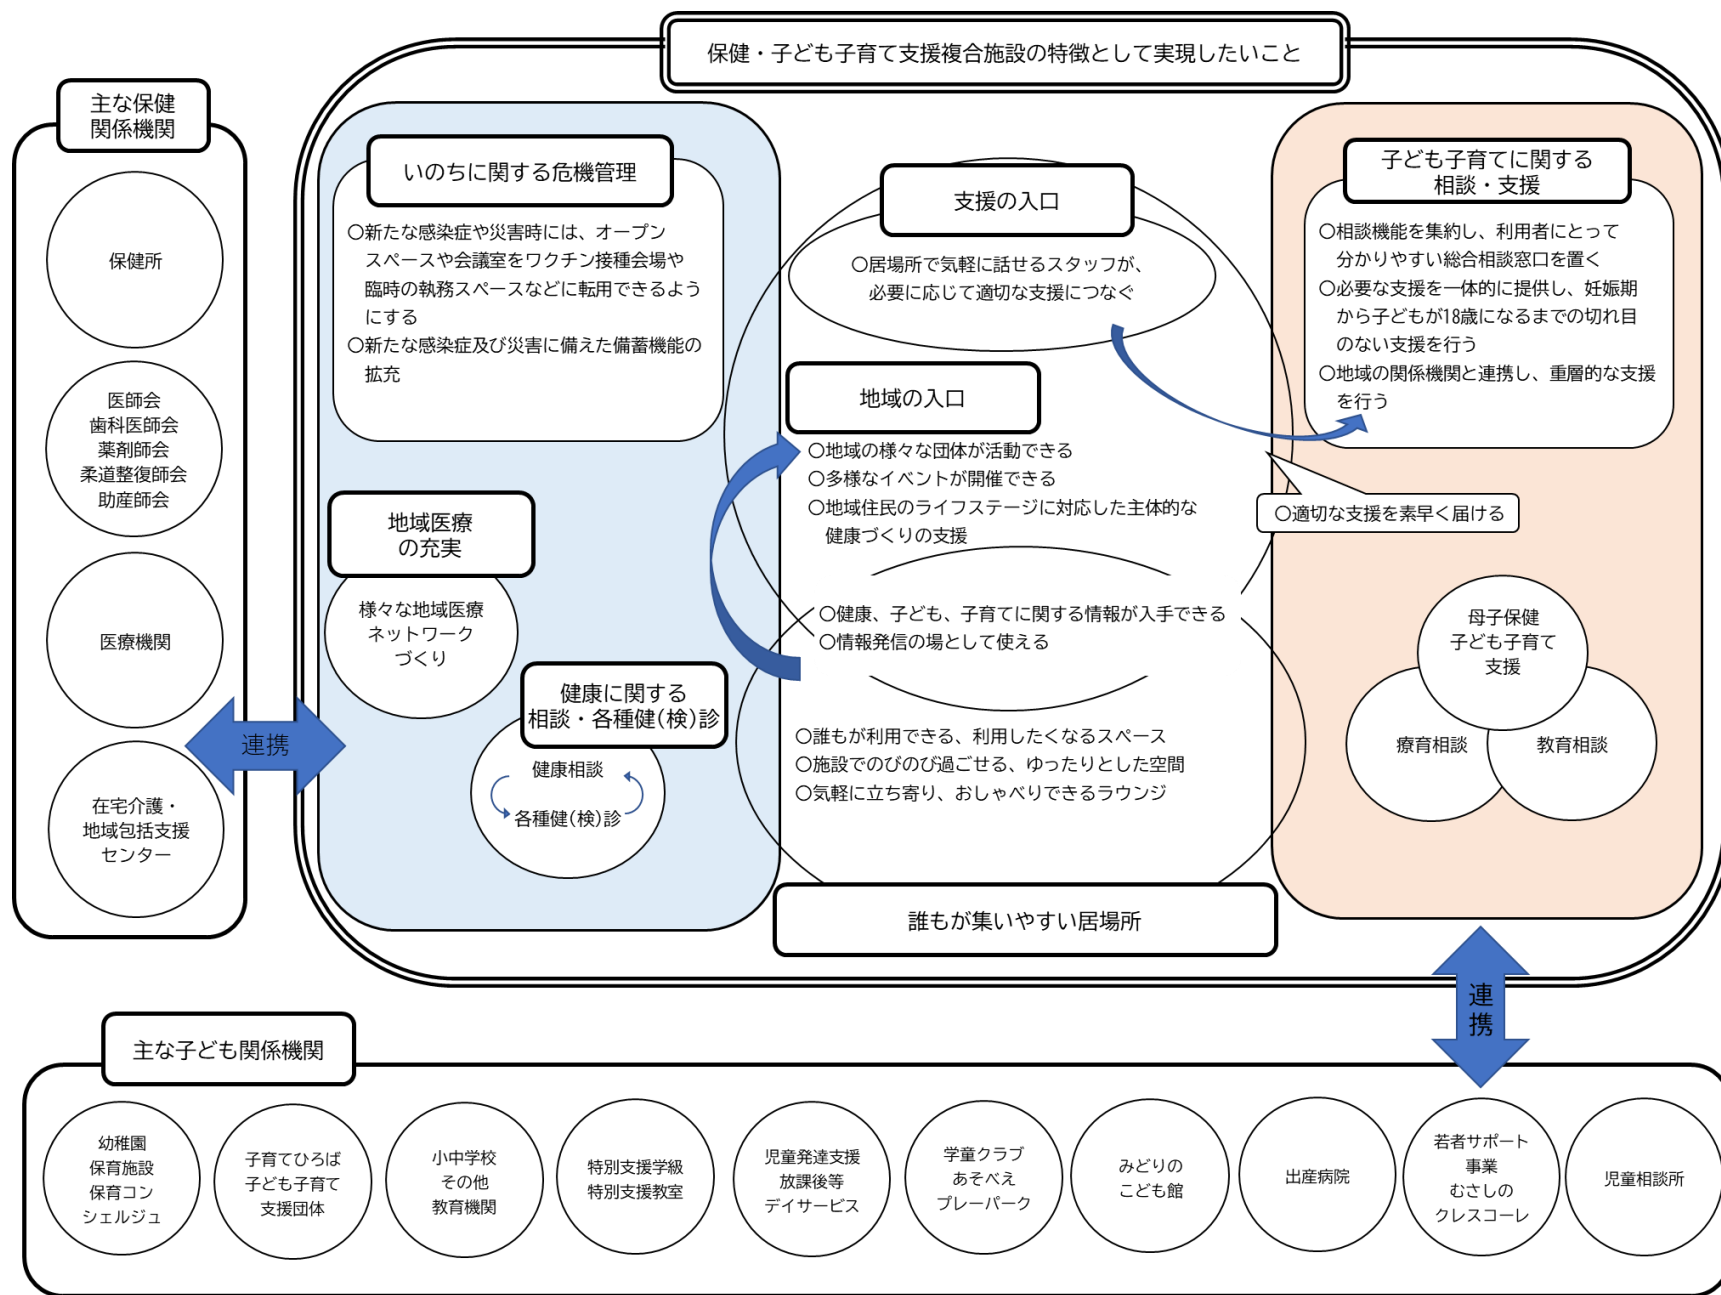 保健・子ども子育て支援複合施設の特徴として実現したいこと
主な保健
関係機関
保健所
医師会
歯科医師会
薬剤師会
柔道整復師会
助産師会
医療機関
在宅介護・
地域包括支援
センター
連携
いのちに関する危機管理
〇新たな感染症や災害時には、オープン
スペースや会議室をワクチン接種会場や
臨時の執務スペースなどに転用できるよう
にする
〇新たな感染症及び災害に備えた備蓄機能の
拡充
地域医療
の充実
様々な地域医療
ネットワーク
づくり
健康に関する
相談・各種健(検)診
健康相談
各種健(検)診
支援の入口
〇居場所で気軽に話せるスタッフが、
必要に応じて適切な支援につなぐ
地域の入口
〇地域の様々な団体が活動できる
〇多様なイベントが開催できる
〇地域住民のライフステージに対応した主体的な
健康づくりの支援
〇健康、子ども、子育てに関する情報が入手できる
〇情報発信の場として使える
〇誰もが利用できる、利用したくなるスペース
〇施設でのびのび過ごせる、ゆったりとした空間
〇気軽に立ち寄り、おしゃべりできるラウンジ
誰もが集いやすい居場所
子ども子育てに関する
相談・支援
〇相談機能を集約し、利用者にとって
分かりやすい総合相談窓口を置く
〇必要な支援を一体的に提供し、妊娠期
から子どもが18歳になるまでの切れ目
のない支援を行う
〇地域の関係機関と連携し、重層的な支援
を行う
〇適切な支援を素早く届ける
母子保健
子ども子育て
支援
療育相談
教育相談
連
携
主な子ども関係機関
幼稚園
保育施設
保育コン
シェルジュ
子育てひろば
子ども子育て
支援団体
小中学校
その他
教育機関
特別支援学級
特別支援教室
児童発達支援
放課後等
デイサービス
学童クラブ
あそべえ
プレーパーク
みどりの
こども館
出産病院
若者サポート
事業
むさしの
クレスコーレ
児童相談所